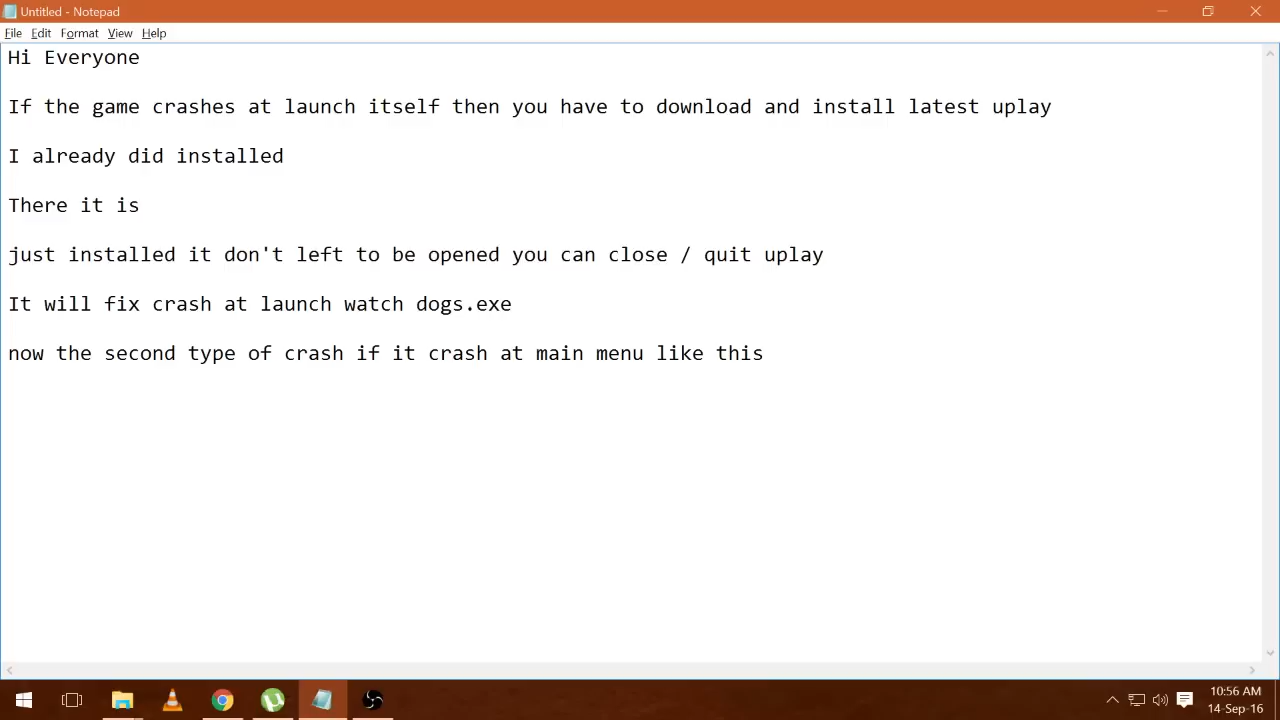 Untitled - Notepad
File Edit Format View Help
Hi Everyone
If the game crashes at launch itself then you have to download and install latest uplay
I already did installed
There it is
just installed it don't left to be opened you can close / quit uplay
It will fix crash at launch watch dogs.exe
now the second type of crash if it crash at main menu like this
10:56 AM
14-Sep-16